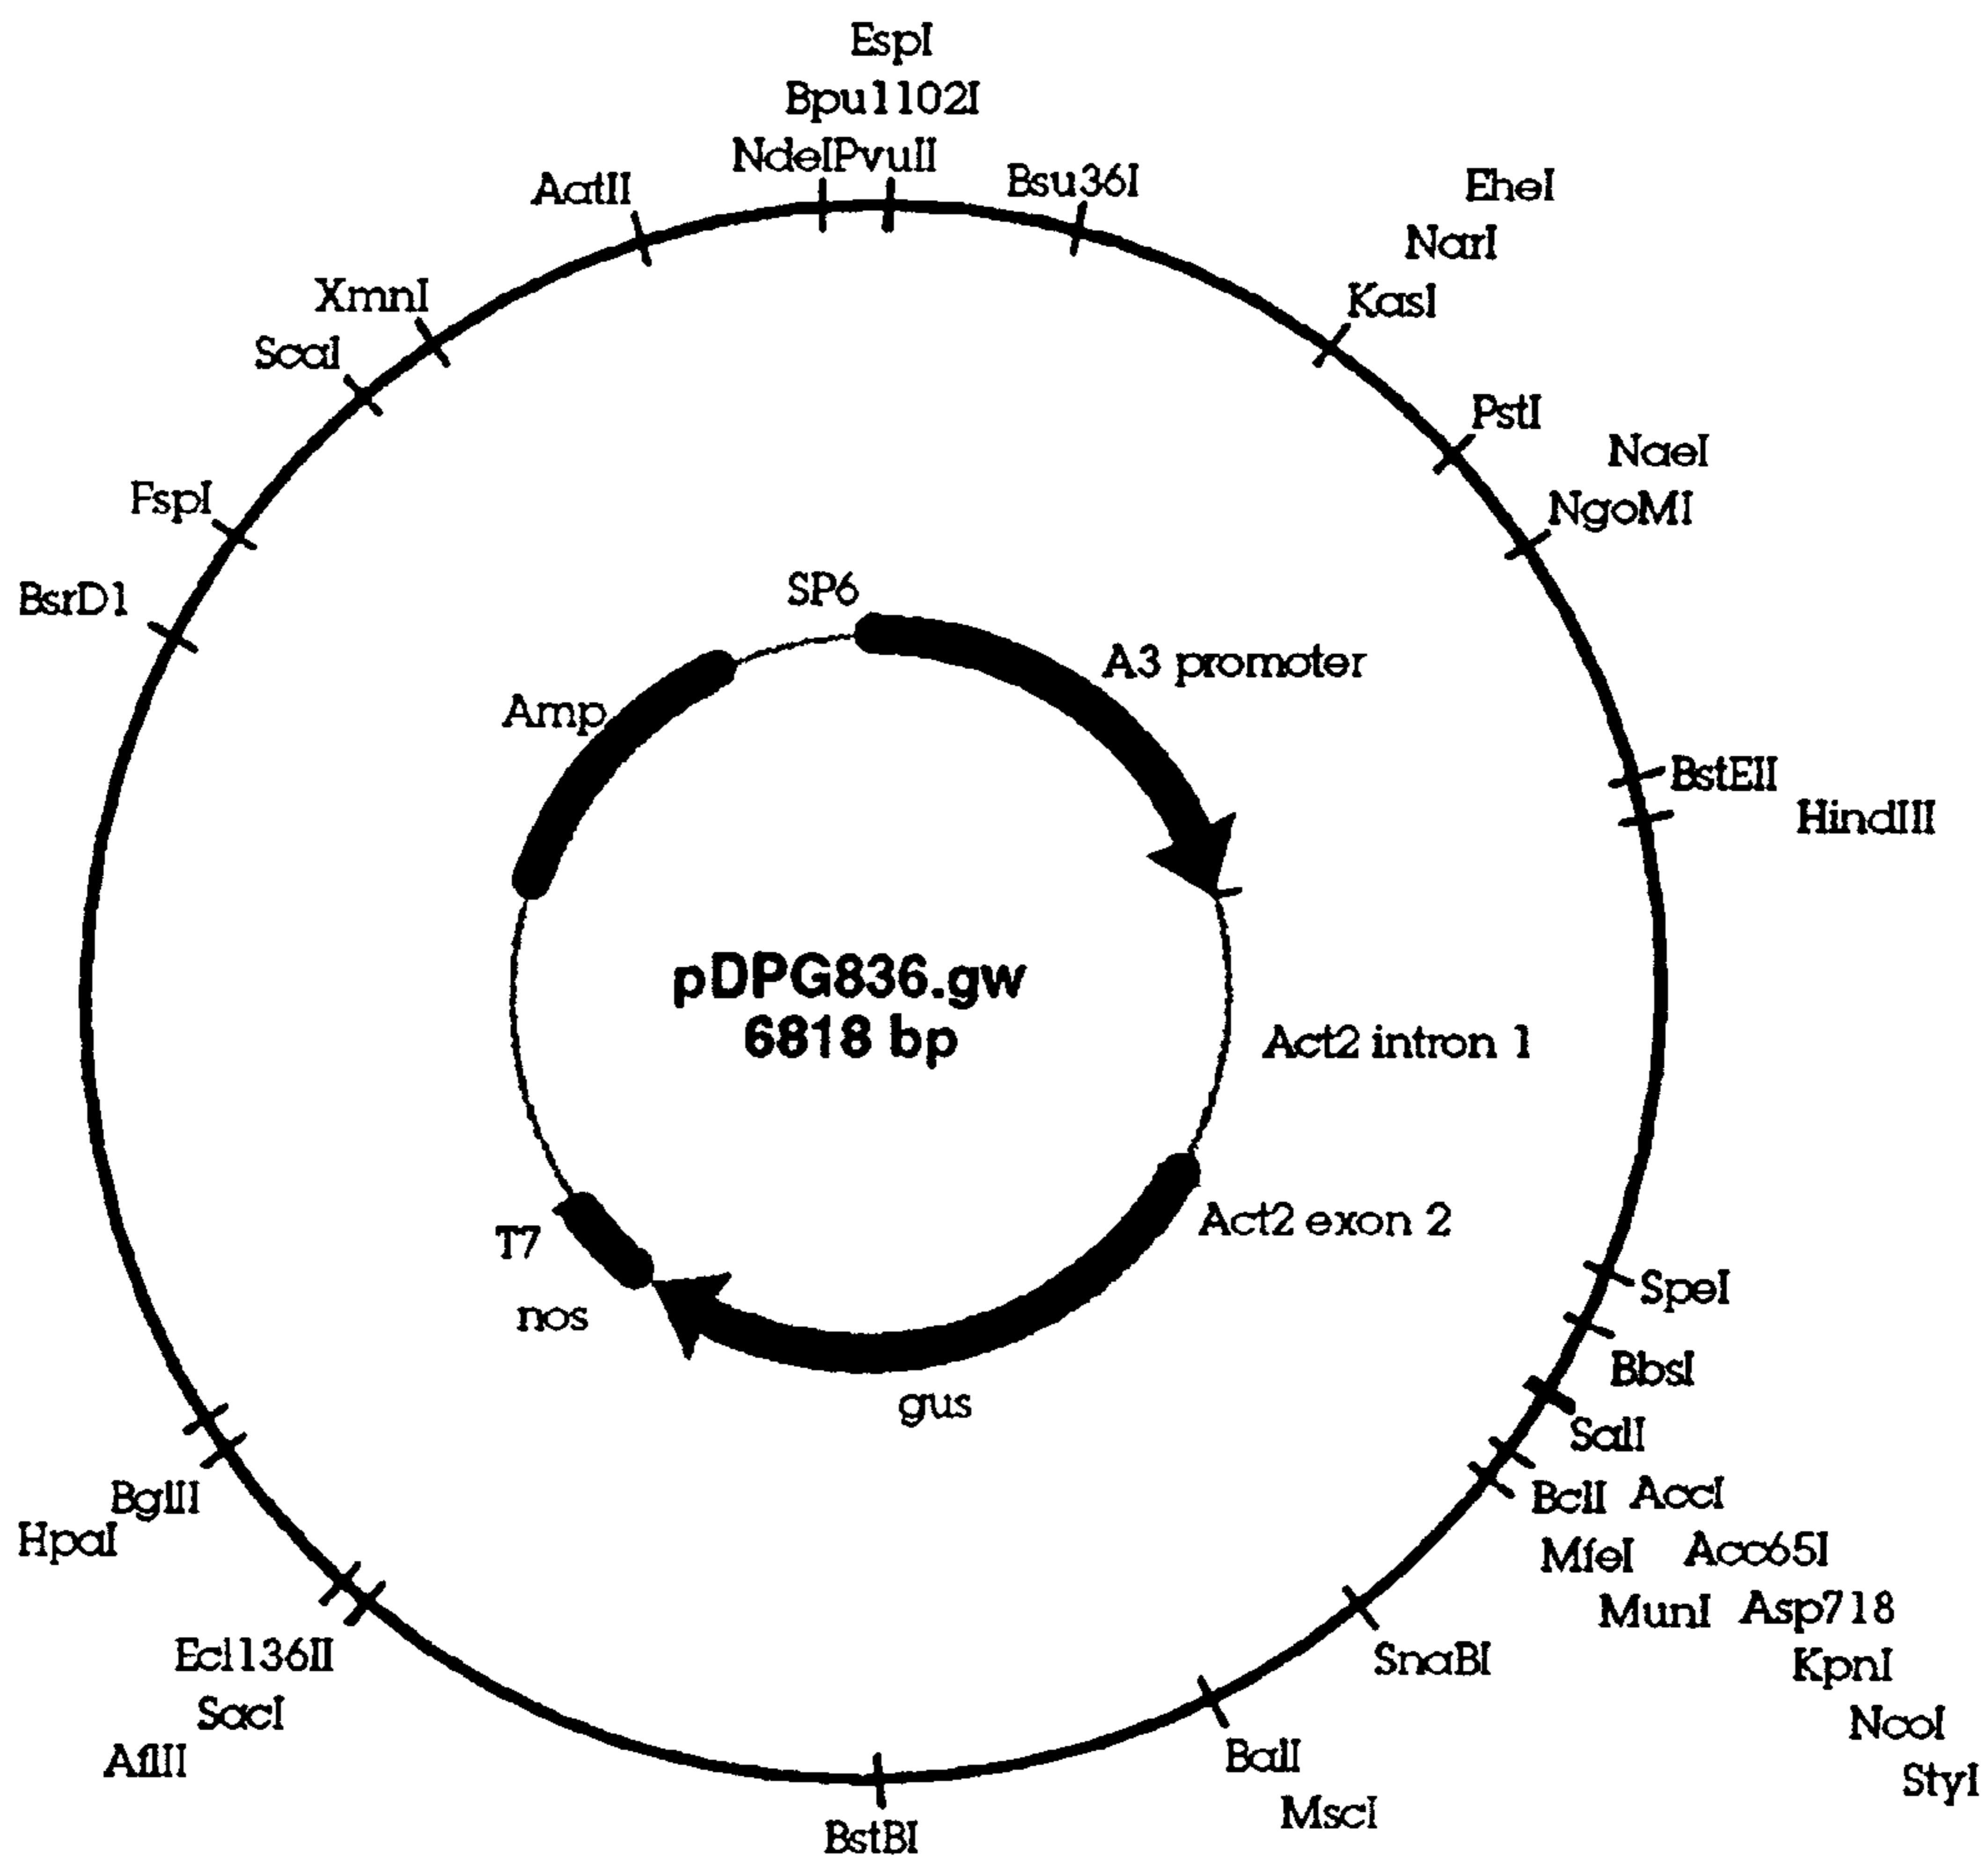 EspI
Bpu1102I
NdeI PvuII
Bsu36I
AatII
EheI
NarI
KasI
XmnI
ScaI
PstI
NaeI
NgoMI
FspI
BsrD1
SP6
A3 promoter
Amp
BstEII
HindIII
pDPG836.gw
6818 bp
Act2 intron 1
Act2 exon 2
T7
nos
gus
SpeI
BbsI
SalI
BclI AccI
MfeI Acc65I
MunI Asp718
KpnI
NcoI
StyI
SnaBI
BglII
HpaI
Ecl136II
SacI
AflII
BalI
MscI
BstBI